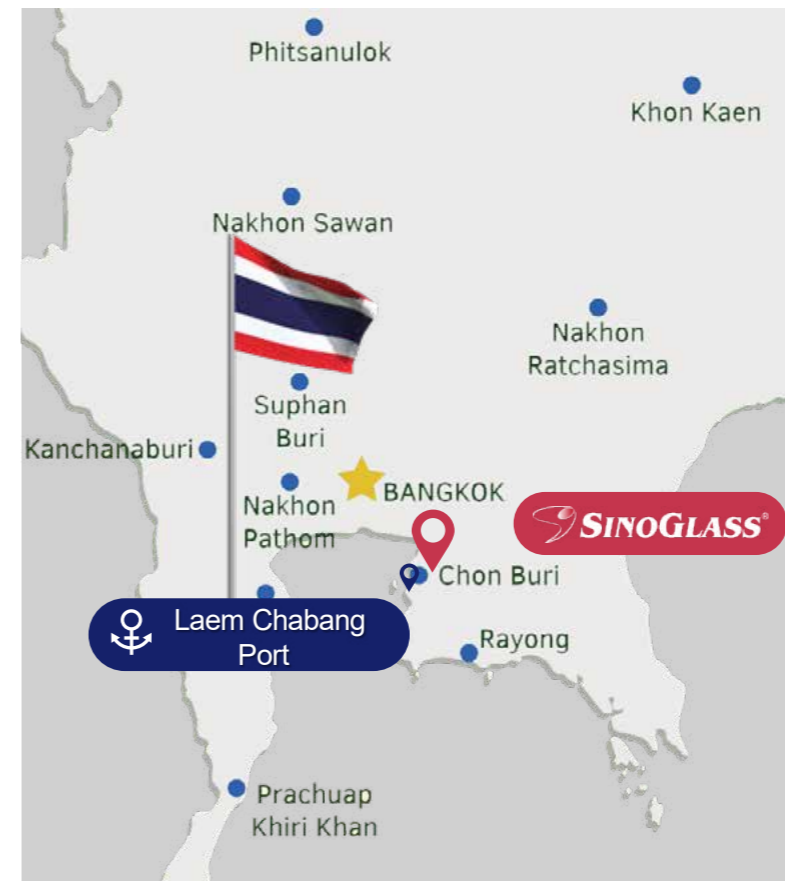 Phitsanulok
Khon Kaen
Nakhon Sawan
Nakhon
Ratchasima
Suphan
Buri
Kanchanaburi
BANGKOK
Nakhon
Pathom
SINOGLASS®
Chon Buri
Laem Chabang
Port
Rayong
Prachuap
Khiri Khan